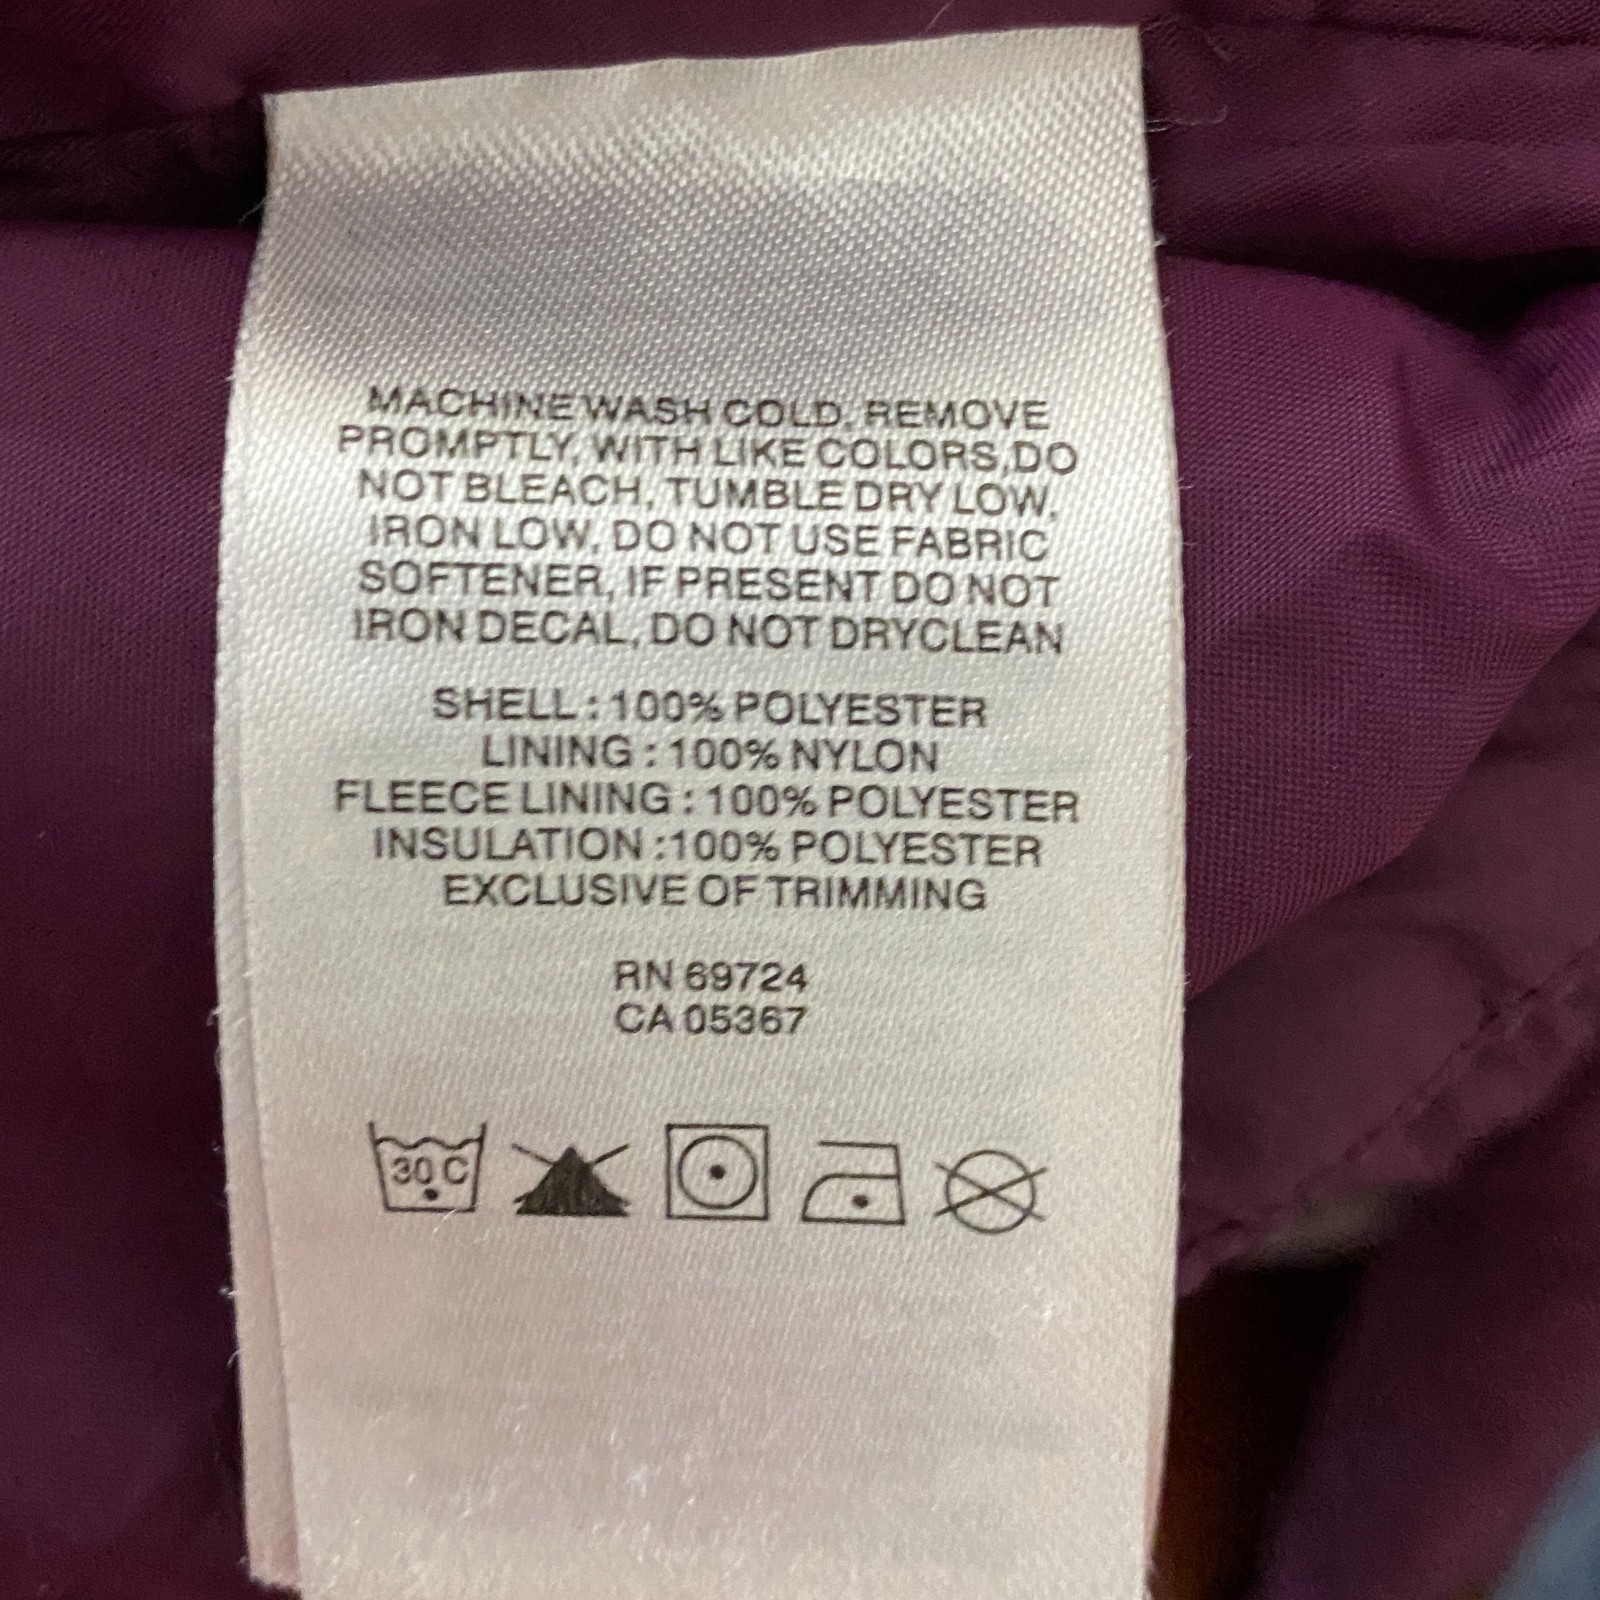 MACHINE WASH COLD. REMOVE
PROMPTLY, WITH LIKE COLORS,DO
NOT BLEACH, TUMBLE DRY LOW,
IRON LOW, DO NOT USE FABRIC
SOFTENER, IF PRESENT DO NOT
IRON DECAL, DO NOT DRYCLEAN
SHELL : 100% POLYESTER
LINING : 100% NYLON
FLEECE LINING : 100% POLYESTER
INSULATION :100% POLYESTER
EXCLUSIVE OF TRIMMING
RN 69724
CA 05367
30 C